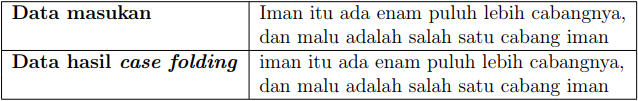 Data masukan Iman itu ada enam puluh lebih cabangnya,
dan malu adalah salah satu cabang iman
Data hasil case folding iman itu ada enam puluh lebih cabangnya,
dan malu adalah salah satu cabang iman